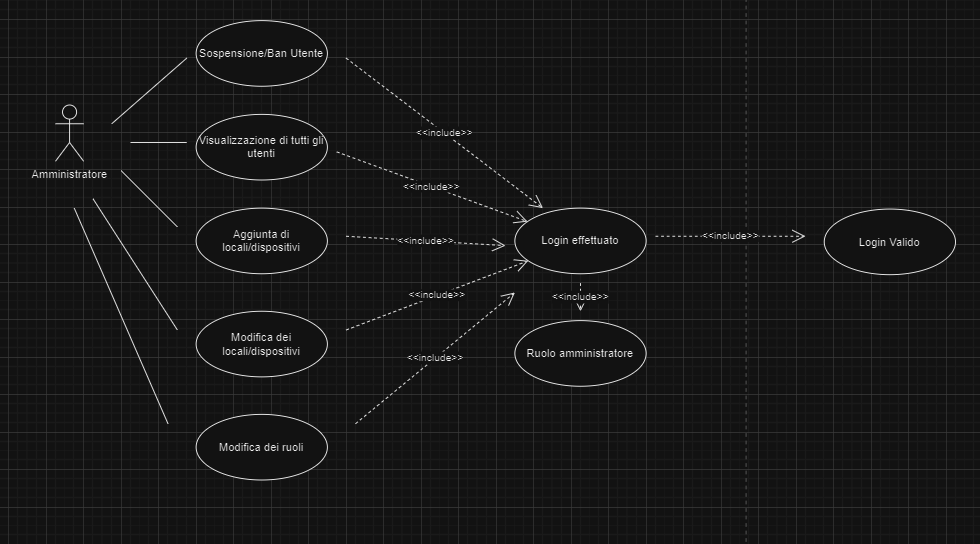 Sospensione/Ban Utente
<<include>>
Visualizzazione di tutti gli
utenti
Amministratore
<<include>>
Aggiunta di
locali/dispositivi
<<include>>
Login effettuato
<<include>>
Login Valido
<<include>>
<<include>>
Modifica dei
locali/dispositivi
Ruolo amministratore
<<include>>
Modifica dei ruoli